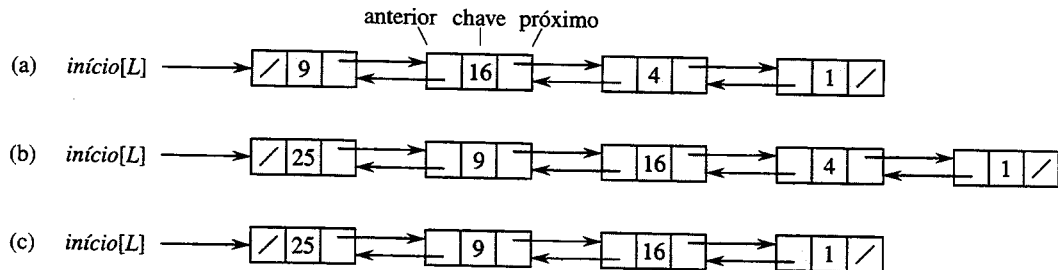 anterior chave próximo
(a) início[L] / 9 16 4 1 /
(b) início[L] / 25 9 16 4 1 /
(c) início[L] / 25 9 16 1 /